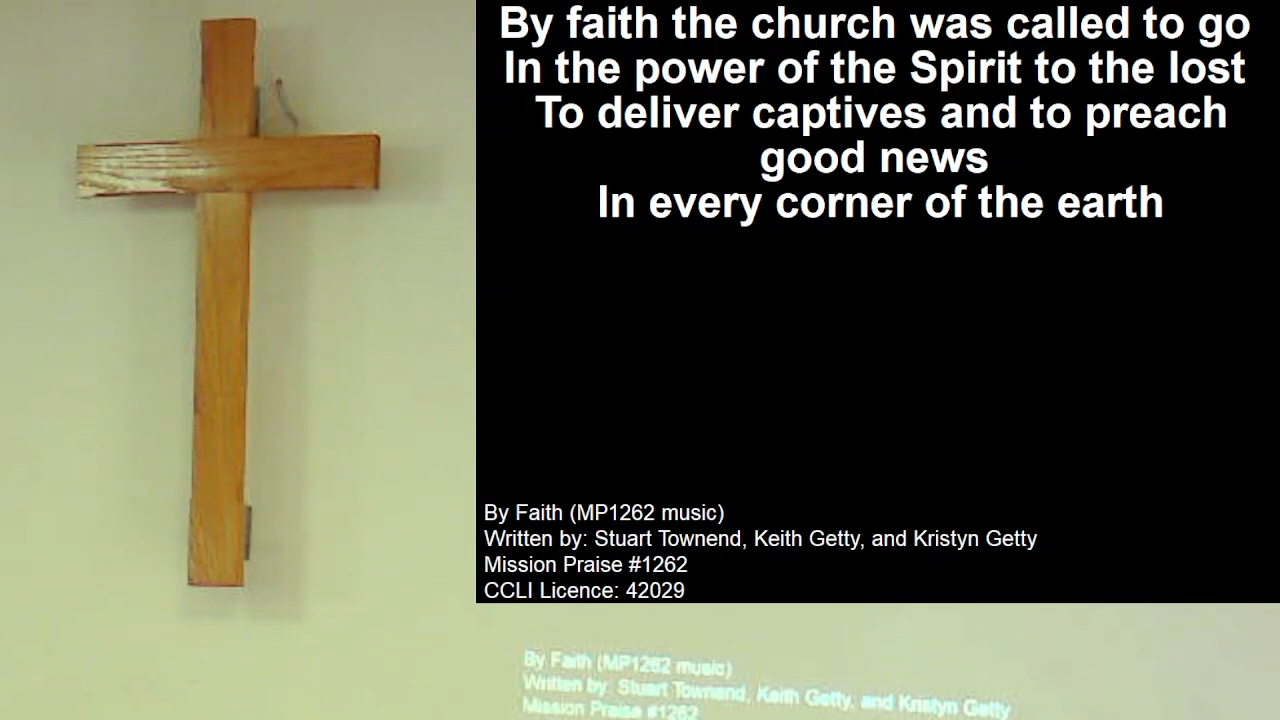 By faith the church was called to go
In the power of the Spirit to the lost
To deliver captives and to preach
good news
In every corner of the earth
By Faith (MP1262 music)
Written by: Stuart Townend, Keith Getty, and Kristyn Getty
Mission Praise #1262
CCLI Licence: 42029
By Faith (MP1262 music)
Written by: Stuart Townend, Keith Getty, and Kristyn Getty
Mission Praise #1262